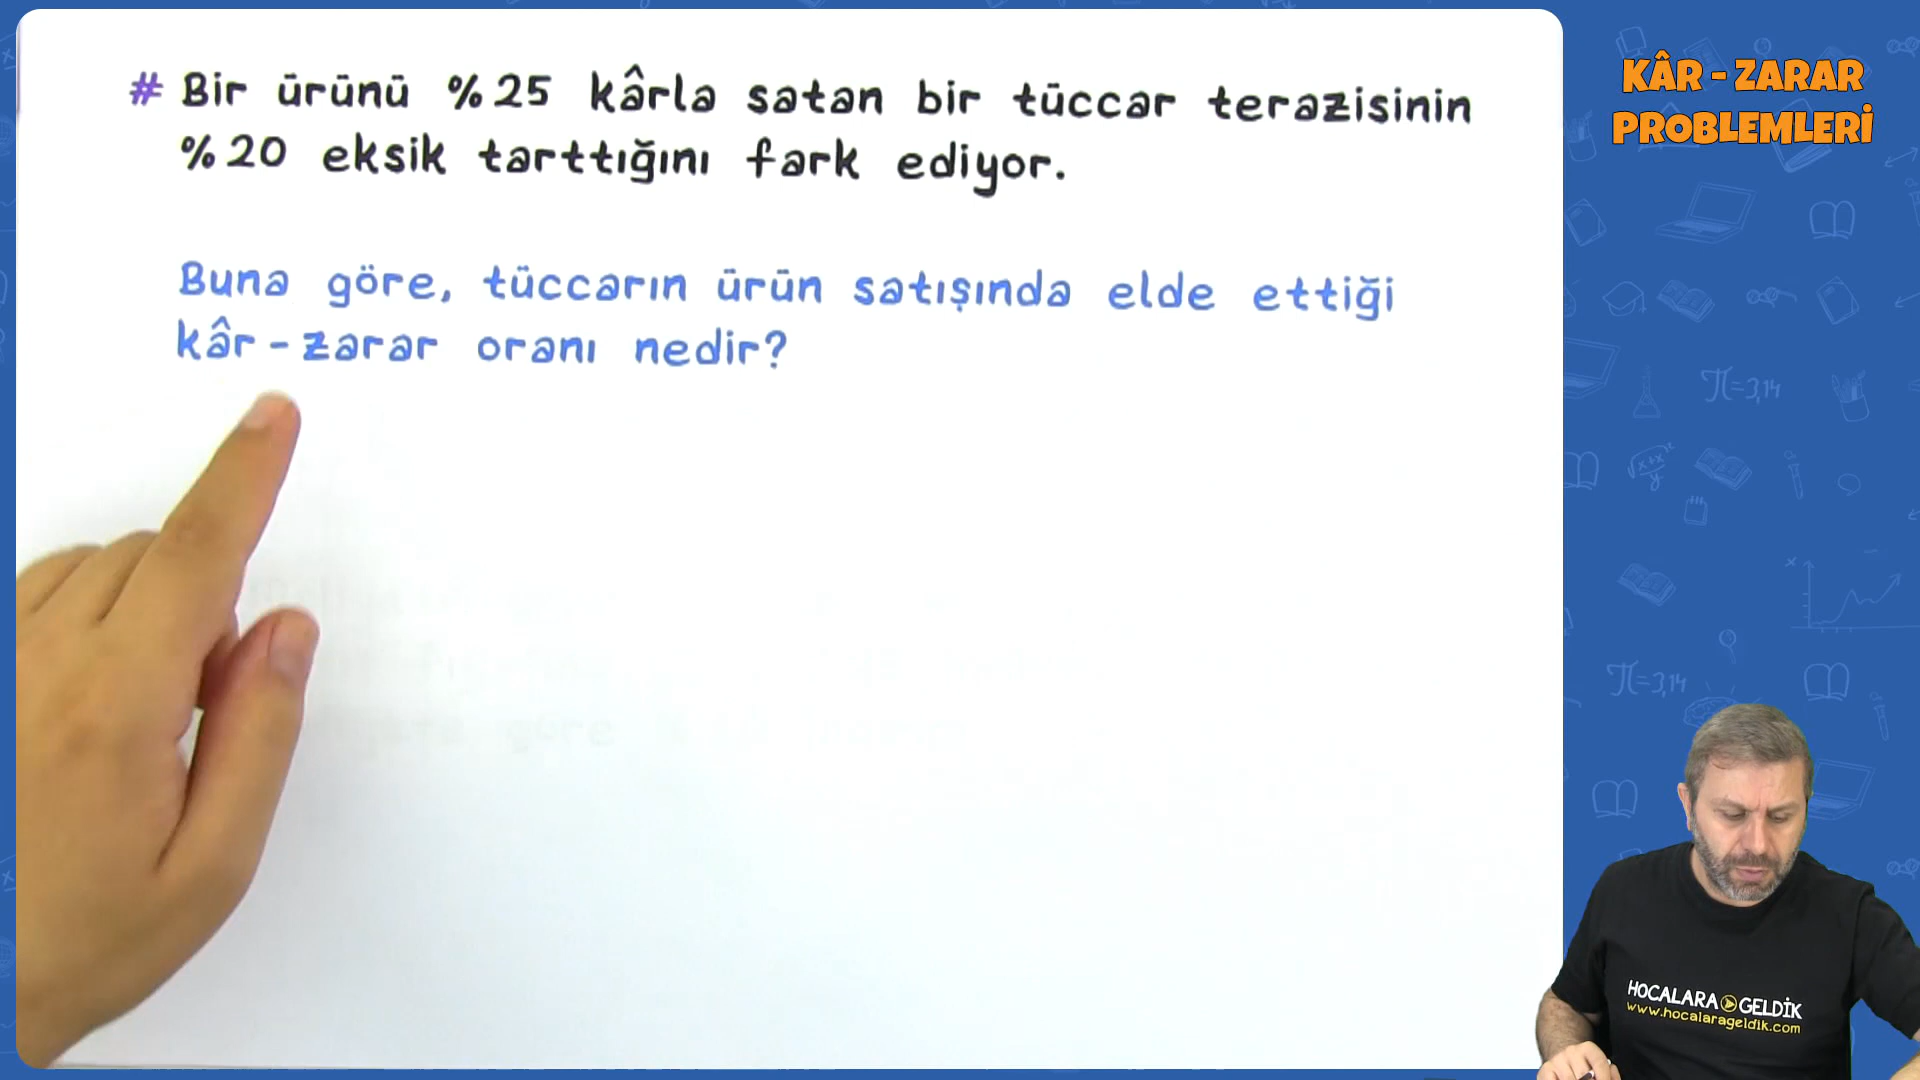 # Bir ürünü %25 kârla satan bir tüccar terazisinin
%20 eksik tarttığını fark ediyor.
Buna göre, tüccarın ürün satışında elde ettiği
kâr-zarar oranı nedir?
KÂR - ZARAR
PROBLEMLERİ
π=3,14
π=3,14
HOCALARA GELDİK
www.hocalarageldik.com